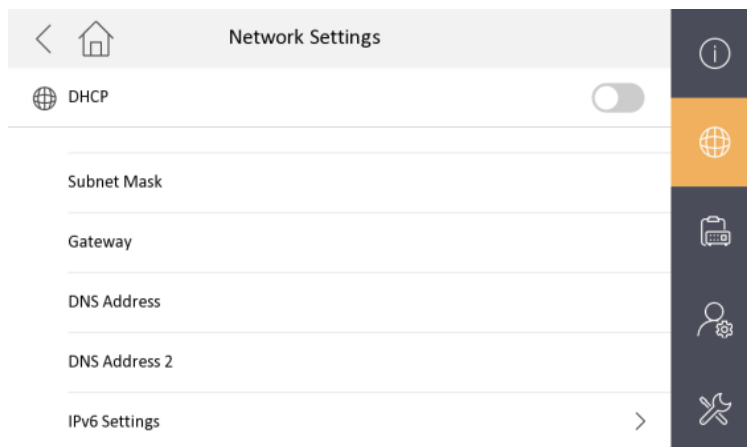 Network Settings
DHCP
Subnet Mask
Gateway
DNS Address
DNS Address 2
IPv6 Settings